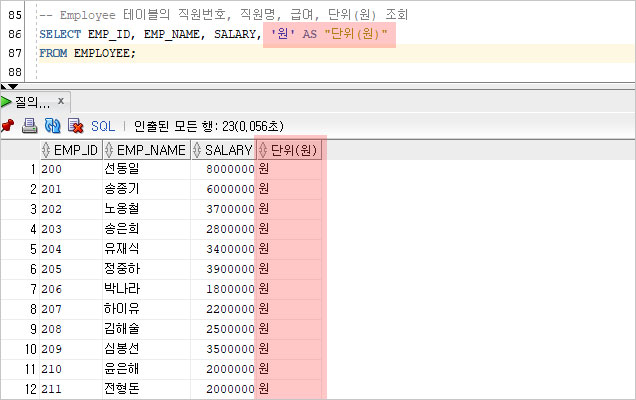 85 -- Employee 테이블의 직원번호, 직원명, 급여, 단위(원) 조회
86 SELECT EMP_ID, EMP_NAME, SALARY, '원' AS "단위(원)"
87 FROM EMPLOYEE;
88
질의... x
SQL | 인출된 모든 행: 23(0,056초)
EMP_ID EMP_NAME SALARY 단위(원)
1 200 선동일 8000000 원
2 201 송종기 6000000 원
3 202 노옹철 3700000 원
4 203 송은희 2800000 원
5 204 유재식 3400000 원
6 205 정중하 3900000 원
7 206 박나라 1800000 원
8 207 하이유 2200000 원
9 208 김해술 2500000 원
10 209 심봉선 3500000 원
11 210 윤은해 2000000 원
12 211 전형돈 2000000 원